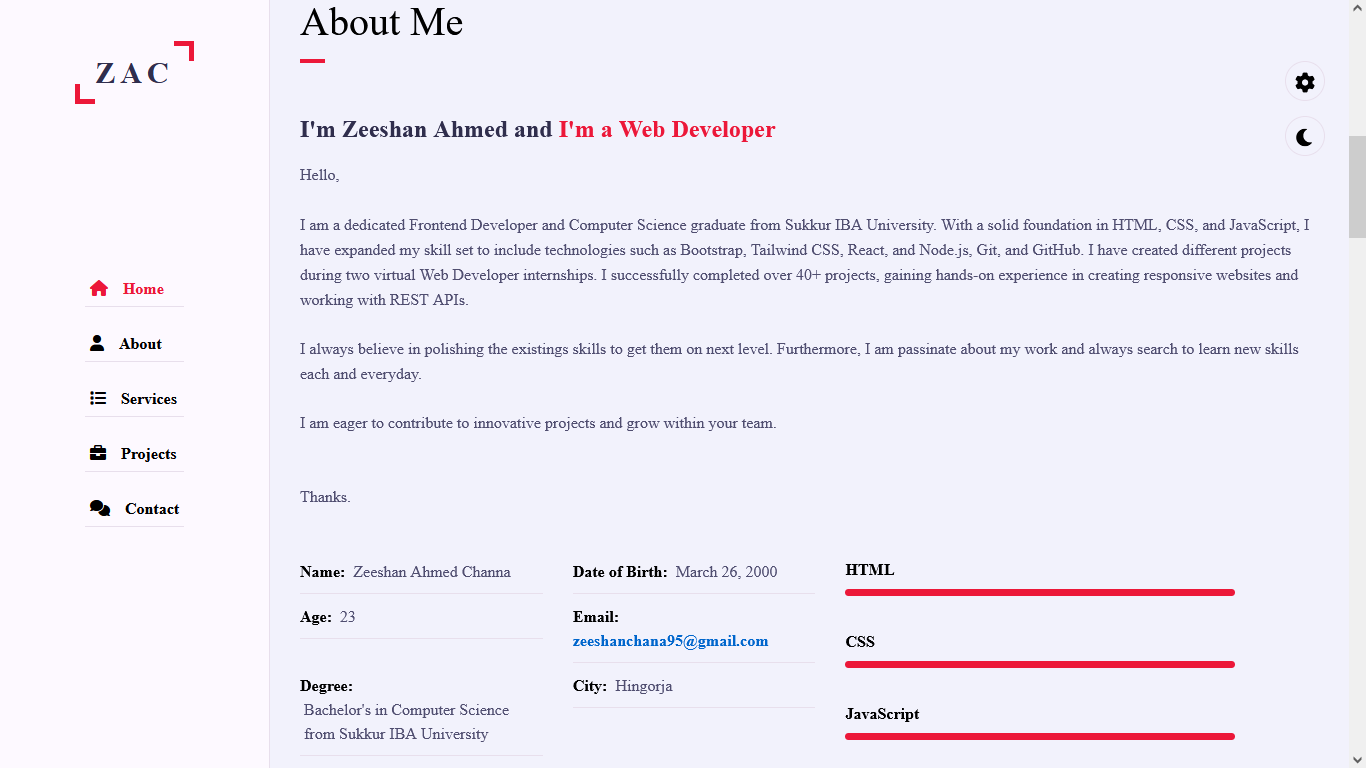 About Me
ZAC
I'm Zeeshan Ahmed and I'm a Web Developer
Hello,
I am a dedicated Frontend Developer and Computer Science graduate from Sukkur IBA University. With a solid foundation in HTML, CSS, and JavaScript, I
have expanded my skill set to include technologies such as Bootstrap, Tailwind CSS, React, and Node.js, Git, and GitHub. I have created different projects
during two virtual Web Developer internships. I successfully completed over 40+ projects, gaining hands-on experience in creating responsive websites and
working with REST APIs.
I always believe in polishing the existings skills to get them on next level. Furthermore, I am passinate about my work and always search to learn new skills
each and everyday.
I am eager to contribute to innovative projects and grow within your team.
Thanks.
Home
About
Services
Projects
Contact
Name: Zeeshan Ahmed Channa
Age: 23
Degree:
Bachelor's in Computer Science
from Sukkur IBA University
Date of Birth: March 26, 2000
Email:
zeeshanchana95@gmail.com
City: Hingorja
HTML
CSS
JavaScript